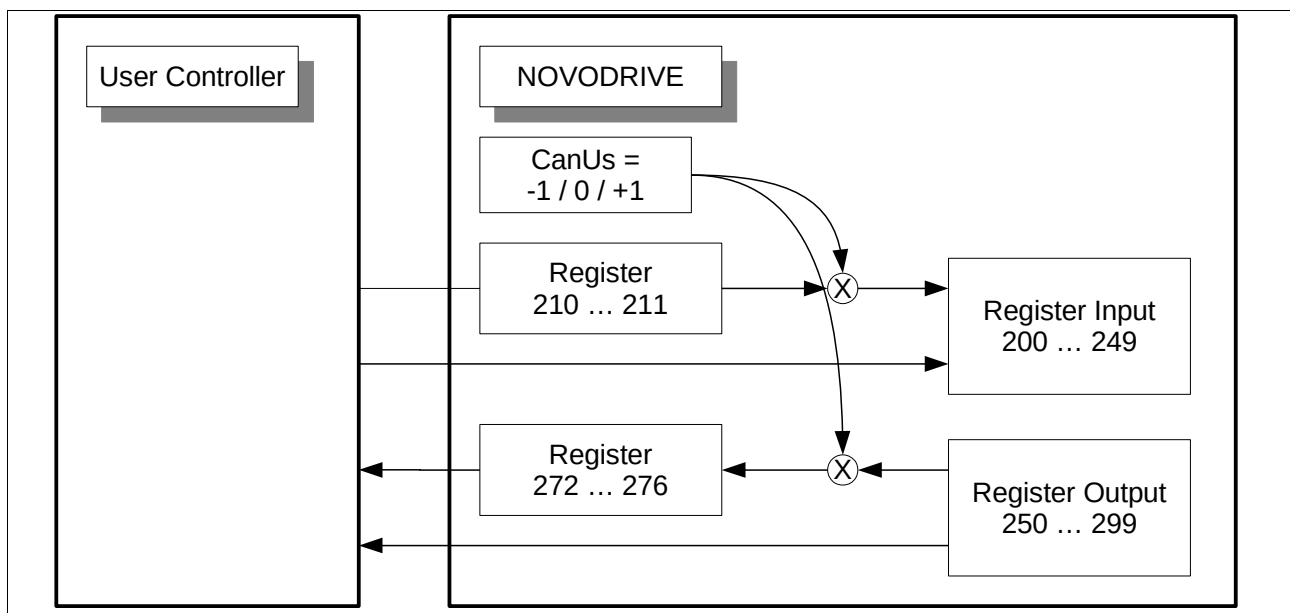 User Controller
NOVODRIVE
CanUs =
-1 / 0 / +1
Register
210 … 211
X
Register Input
200 … 249
Register
272 … 276
X
Register Output
250 … 299